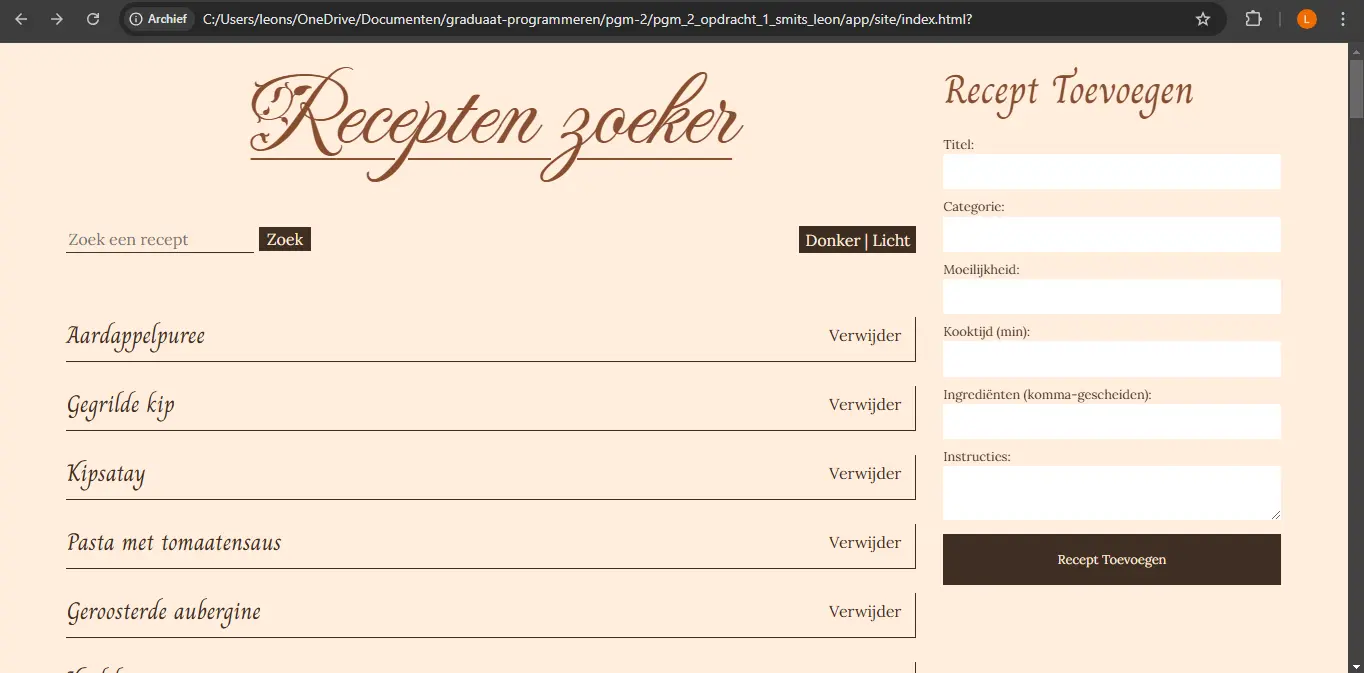 Archief
C:/Users/leons/OneDrive/Documenten/graduaat-programmeren/pgm-2/pgm_2_opdracht_1_smits_leon/app/site/index.html?
L
Recepten zoeker
Zoek een recept
Zoek
Donker | Licht
Aardappelpuree
Verwijder
Gegrilde kip
Verwijder
Kipsatay
Verwijder
Pasta met tomaatensaus
Verwijder
Geroosterde aubergine
Verwijder
Recept Toevoegen
Titel:
Categorie:
Moeilijkheid:
Kooktijd (min):
Ingrediënten (komma-gescheiden):
Instructies:
Recept Toevoegen